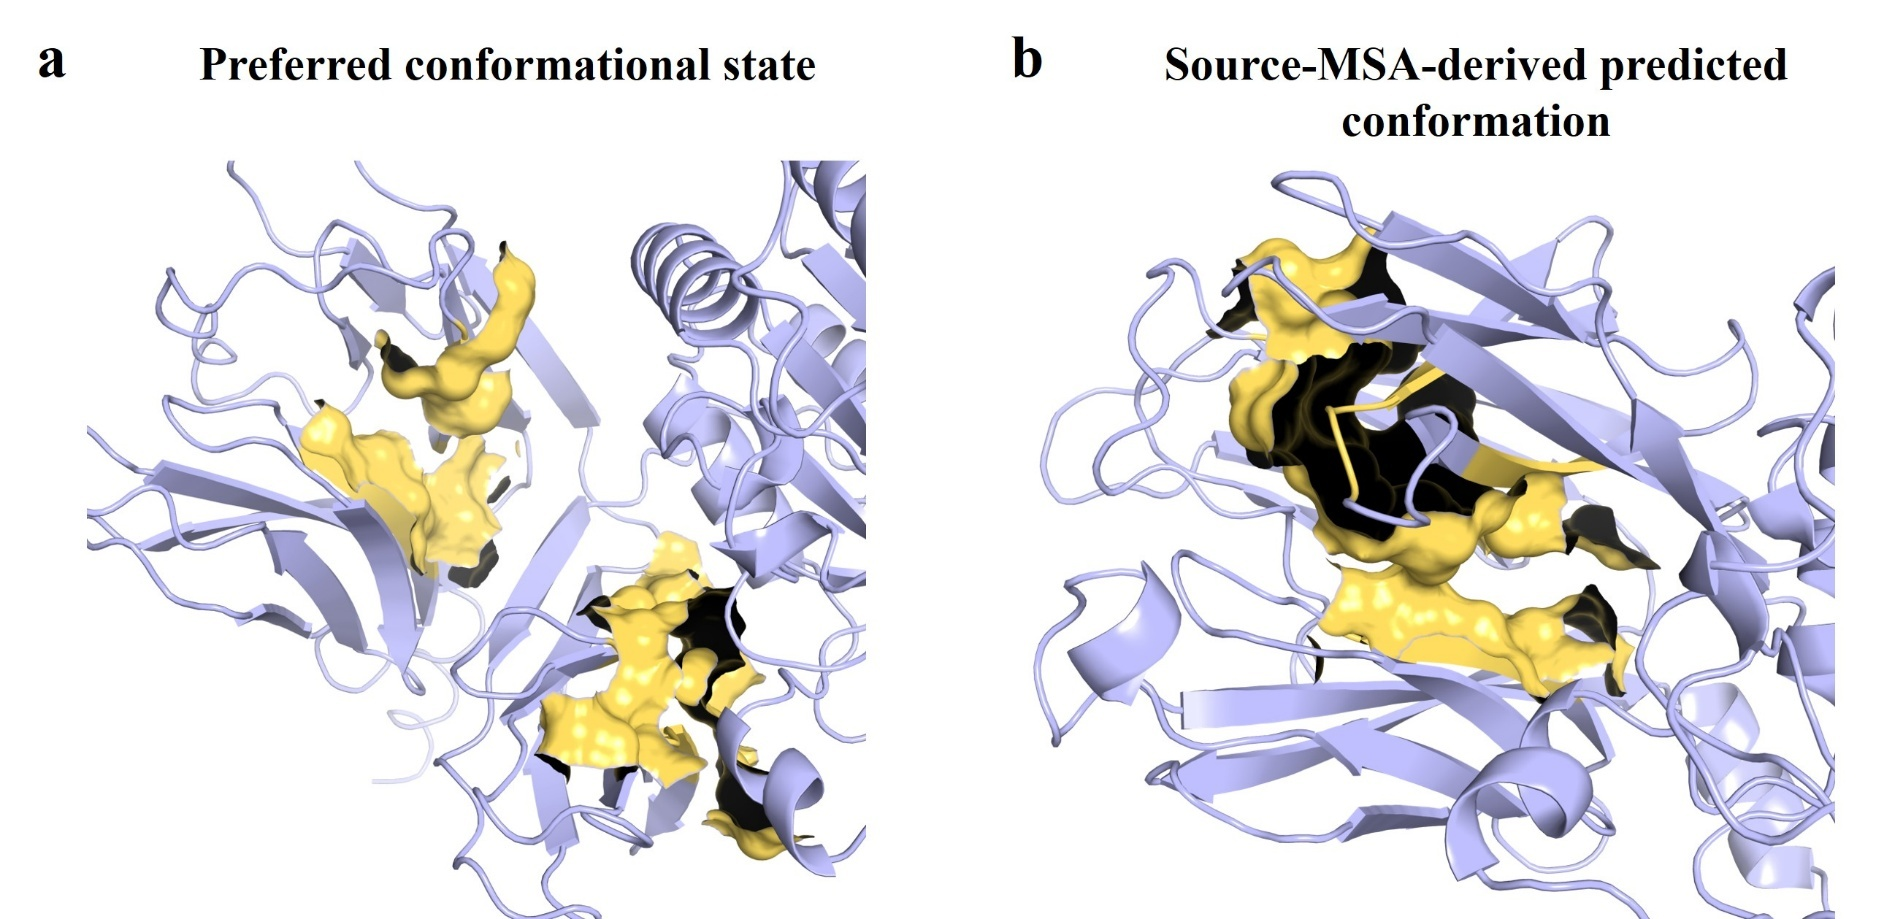 a
Preferred conformational state
b
Source-MSA-derived predicted
conformation